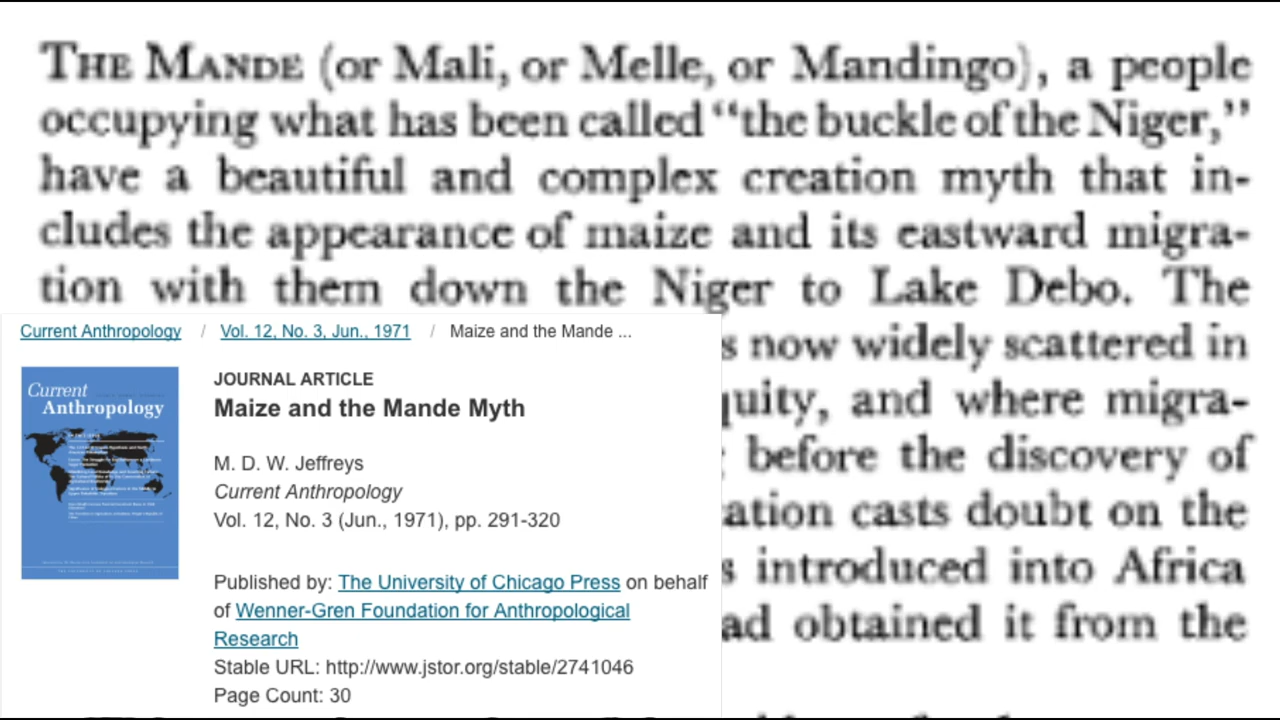 THE MANDE (or Mali, or Melle, or Mandingo), a people
occupying what has been called “the buckle of the Niger,”
have a beautiful and complex creation myth that in-
cludes the appearance of maize and its eastward migra-
tion with them down the Niger to Lake Debo. The
s now widely scattered in
quity, and where migra-
before the discovery of
ation casts doubt on the
s introduced into Africa
ad obtained it from the
Current Anthropology / Vol. 12, No. 3, Jun., 1971 / Maize and the Mande ...
Current
Anthropology
JOURNAL ARTICLE
Maize and the Mande Myth
M. D. W. Jeffreys
Current Anthropology
Vol. 12, No. 3 (Jun., 1971), pp. 291-320
Published by: The University of Chicago Press on behalf
of Wenner-Gren Foundation for Anthropological
Research
Stable URL: http://www.jstor.org/stable/2741046
Page Count: 30